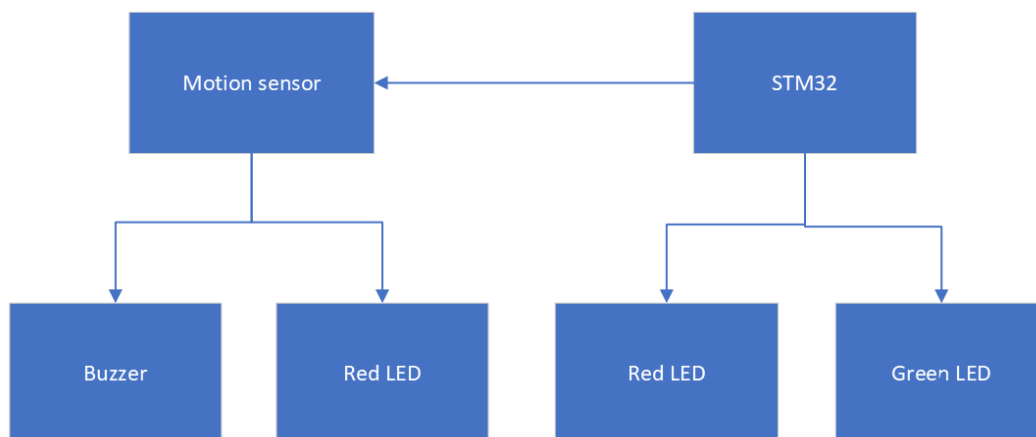 Motion sensor
STM32
Buzzer
Red LED
Red LED
Green LED